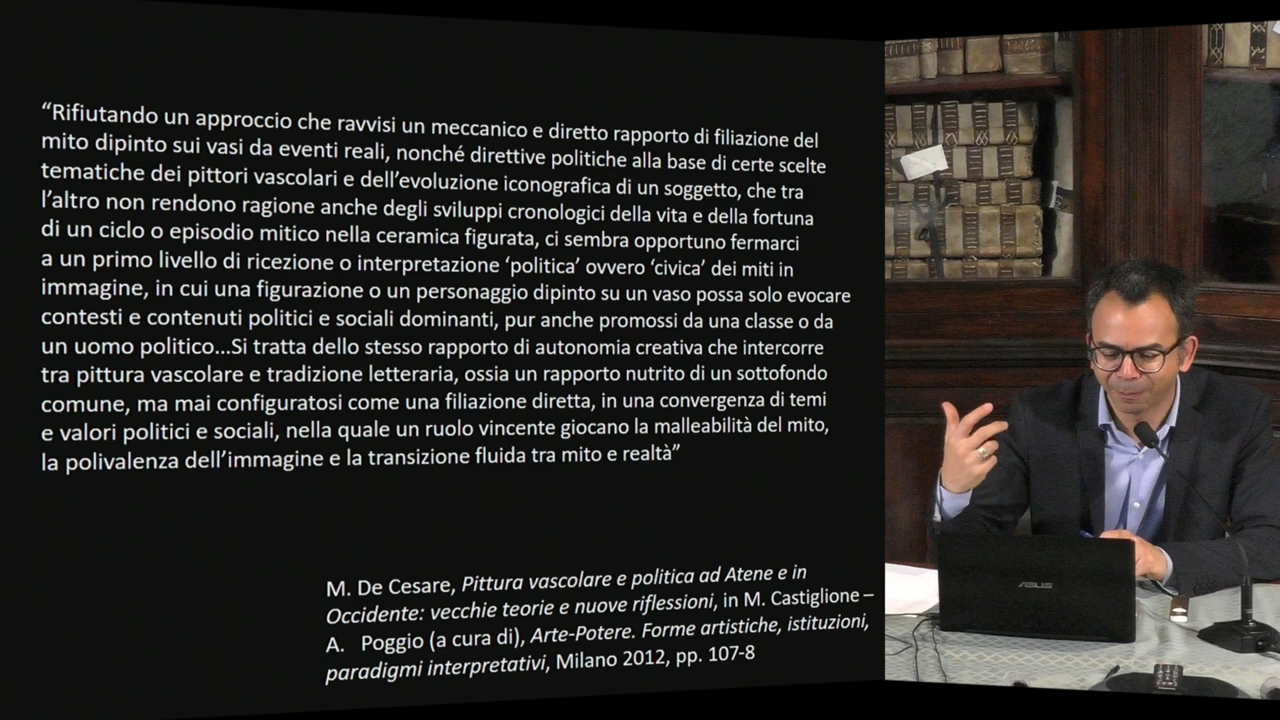 “Rifiutando un approccio che ravvisi un meccanico e diretto rapporto di filiazione del
mito dipinto sui vasi da eventi reali, nonché direttive politiche alla base di certe scelte
tematiche dei pittori vascolari e dell’evoluzione iconografica di un soggetto, che tra
l’altro non rendono ragione anche degli sviluppi cronologici della vita e della fortuna
di un ciclo o episodio mitico nella ceramica figurata, ci sembra opportuno fermarci
a un primo livello di ricezione o interpretazione ‘politica’ ovvero ‘civica’ dei miti in
immagine, in cui una figurazione o un personaggio dipinto su un vaso possa solo evocare
contesti e contenuti politici e sociali dominanti, pur anche promossi da una classe o da
un uomo politico...Si tratta dello stesso rapporto di autonomia creativa che intercorre
tra pittura vascolare e tradizione letteraria, ossia un rapporto nutrito di un sottofondo
comune, ma mai configuratosi come una filiazione diretta, in una convergenza di temi
e valori politici e sociali, nella quale un ruolo vincente giocano la malleabilità del mito,
la polivalenza dell’immagine e la transizione fluida tra mito e realtà”
M. De Cesare, Pittura vascolare e politica ad Atene e in
Occidente: vecchie teorie e nuove riflessioni, in M. Castiglione –
A. Poggio (a cura di), Arte-Potere. Forme artistiche, istituzioni,
paradigmi interpretativi, Milano 2012, pp. 107-8
ASUS